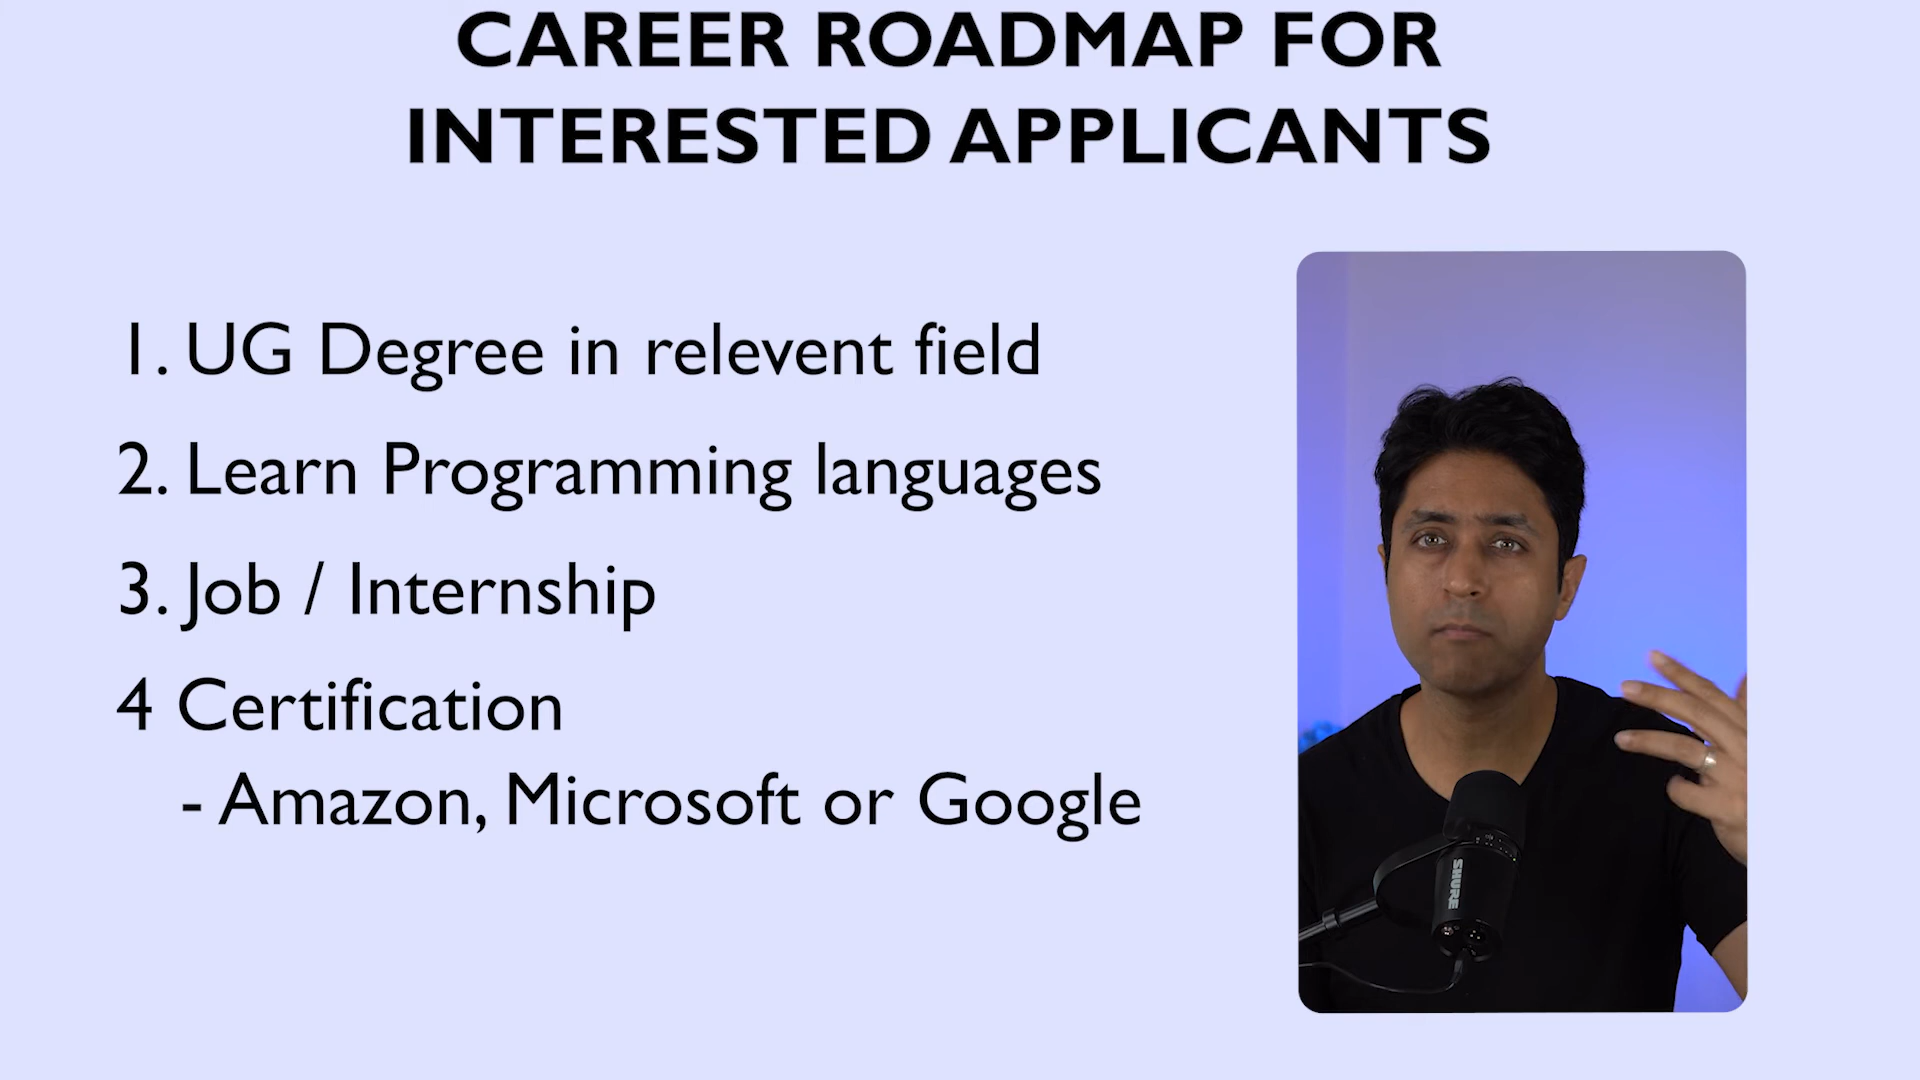 CAREER ROADMAP FOR
INTERESTED APPLICANTS
1. UG Degree in relevent field
2. Learn Programming languages
3. Job / Internship
4 Certification
- Amazon, Microsoft or Google
SHURE